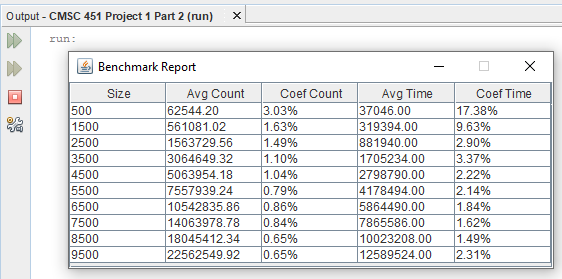 Output - CMSC 451 Project 1 Part 2 (run)
run:
Benchmark Report
Size Avg Count Coef Count Avg Time Coef Time
500 62544.20 3.03% 37046.00 17.38%
1500 561081.02 1.63% 319394.00 9.63%
2500 1563729.56 1.49% 881940.00 2.90%
3500 3064649.32 1.10% 1705234.00 3.37%
4500 5063954.18 1.04% 2798790.00 2.22%
5500 7557939.24 0.79% 4178494.00 2.14%
6500 10542835.86 0.86% 5864490.00 1.84%
7500 14063978.78 0.84% 7865586.00 1.62%
8500 18045412.34 0.65% 10023208.00 1.49%
9500 22562549.92 0.65% 12589524.00 2.31%